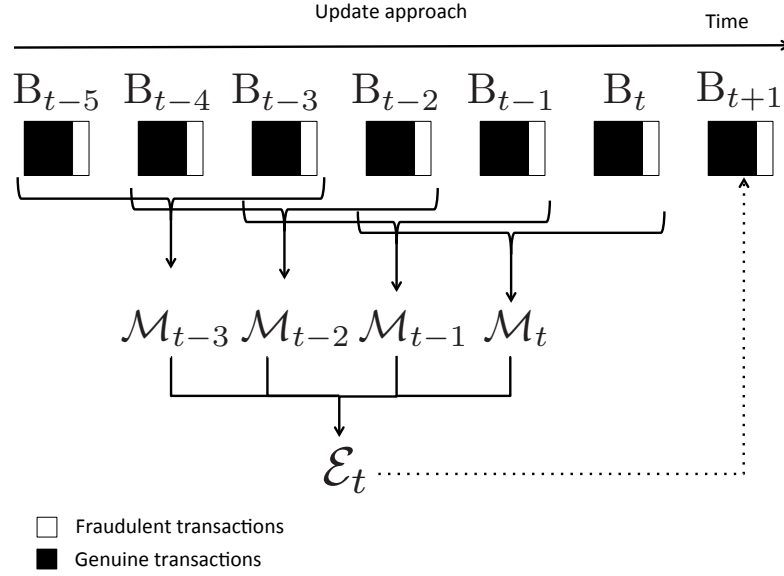 Update approach
Time
B_{t−5} B_{t−4} B_{t−3} B_{t−2} B_{t−1} B_t B_{t+1}
ℳ_{t−3} ℳ_{t−2} ℳ_{t−1} ℳ_t
ℰ_t
Fraudulent transactions
Genuine transactions